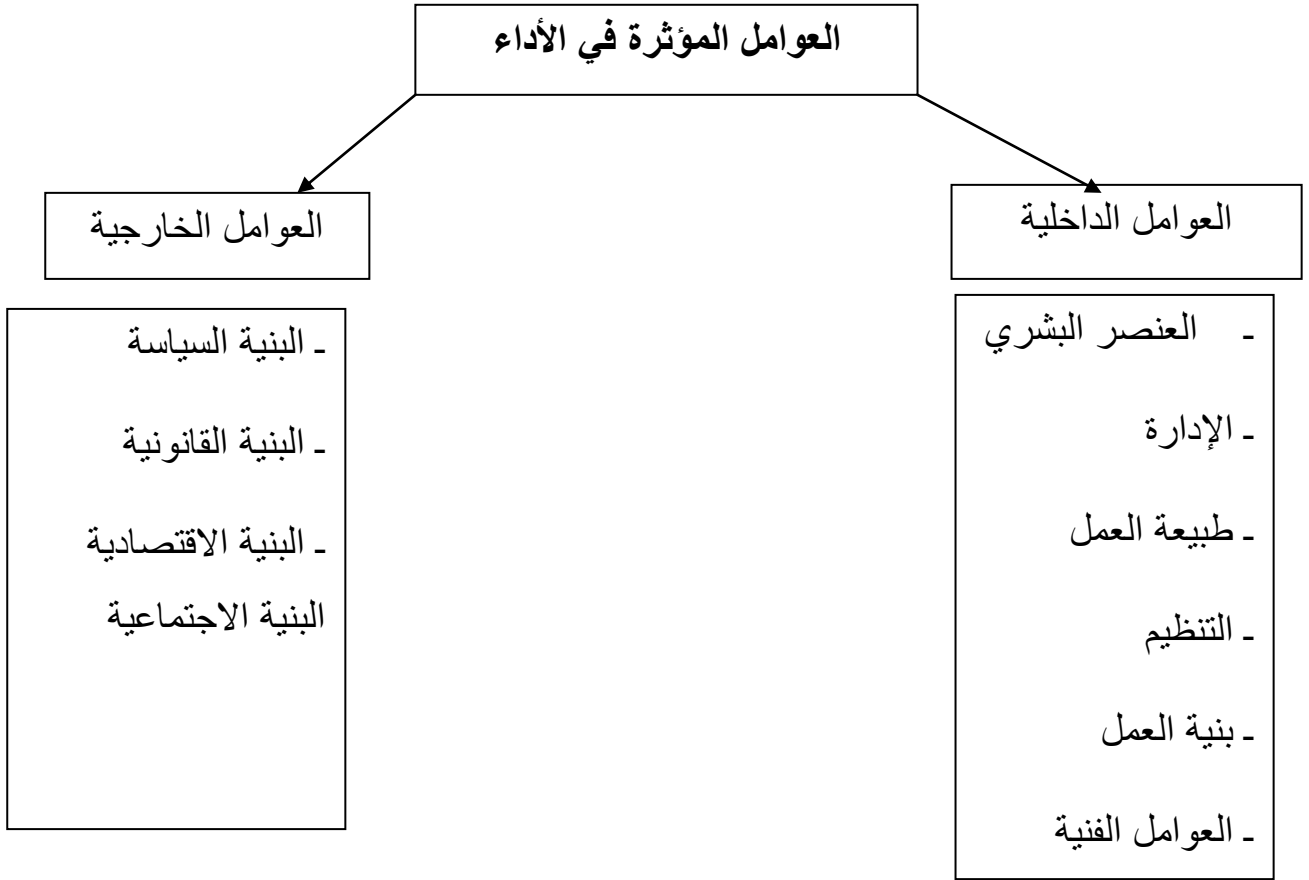 العوامل المؤثرة في الأداء
العوامل الداخلية
ـ العنصر البشري
ـ الإدارة
ـ طبيعة العمل
ـ التنظيم
ـ بنية العمل
ـ العوامل الفنية
العوامل الخارجية
ـ البنية السياسة
ـ البنية القانونية
ـ البنية الاقتصادية
البنية الاجتماعية